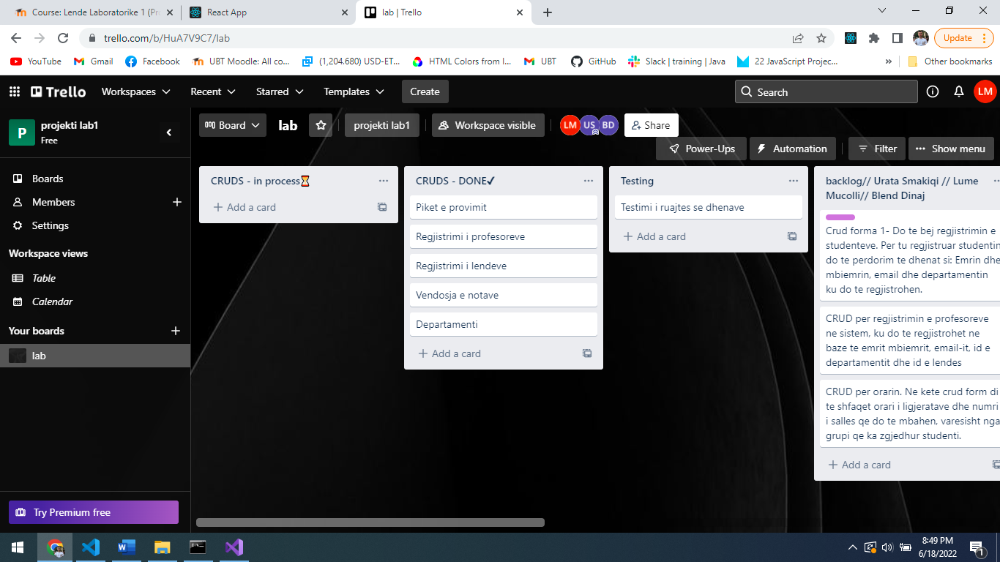 Course: Lende Laboratorike 1 (Pr
React App
lab | Trello
trello.com/b/HuA7V9C7/lab
Update
YouTube
Gmail
Facebook
UBT Moodle: All co...
(1,204.680) USD-ET...
HTML Colors from I...
UBT
GitHub
Slack | training | Java
22 JavaScript Projec...
»
Other bookmarks
Trello
Workspaces
Recent
Starred
Templates
Create
Search
LM
P
projekti lab1
Free
Board
lab
projekti lab1
Workspace visible
LM
US
BD
Share
Power-Ups
Automation
Filter
Show menu
Boards
Members
Settings
Workspace views
Table
Calendar
Your boards
lab
Try Premium free
CRUDS - in process⌛
Add a card
CRUDS - DONE✔
Piket e provimit
Regjistrimi i profesoreve
Regjistrimi i lendeve
Vendosja e notave
Departamenti
Add a card
Testing
Testimi i ruajtes se dhenave
Add a card
backlog// Urata Smakiqi // Lume
Mucolli// Blend Dinaj
Crud forma 1- Do te bej regjistrimin e
studenteve. Per tu regjistruar studentin
do te perdorim te dhenat si: Emrin dhe
mbiemrin, email dhe departamentin
ku do te regjistrohen.
CRUD per regjistrimin e profesoreve
ne sistem, ku do te regjistrohet ne
baze te emrit mbiemrit, email-it, id e
departamentit dhe id e lendes
CRUD per orarin. Ne kete crud form di
te shfaqet orari i ligjeratave dhe numri
i salles qe do te mbahen, varesisht nga
grupi qe ka zgjedhur studenti.
Add a card
8:49 PM
6/18/2022
1